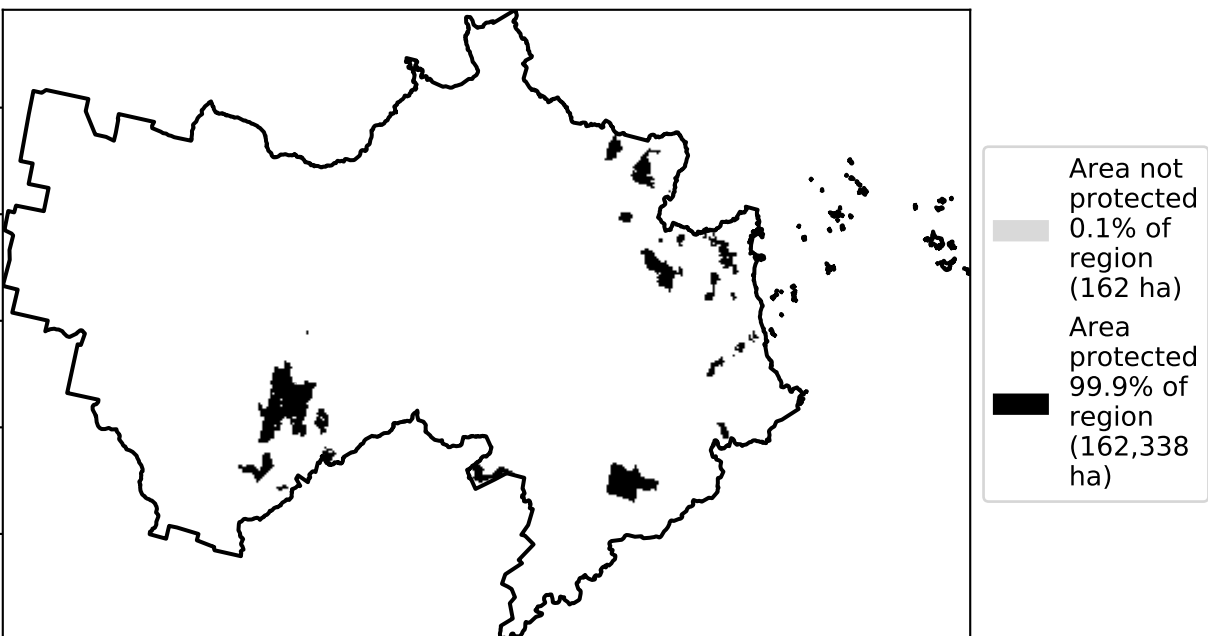 Area not
protected
0.1% of
region
(162 ha)
Area
protected
99.9% of
region
(162,338
ha)